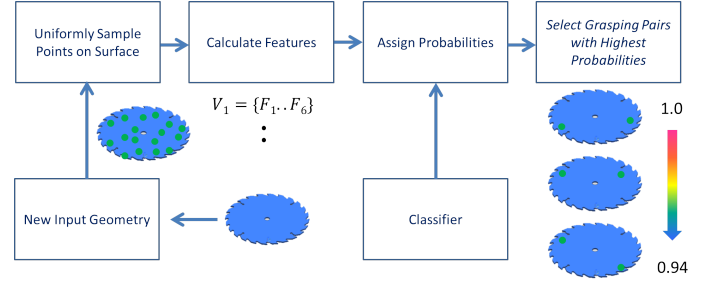 Uniformly Sample
Points on Surface
Calculate Features
Assign Probabilities
Select Grasping Pairs
with Highest
Probabilities
V₁ = {F₁..F₆}
1.0
New Input Geometry
Classifier
0.94